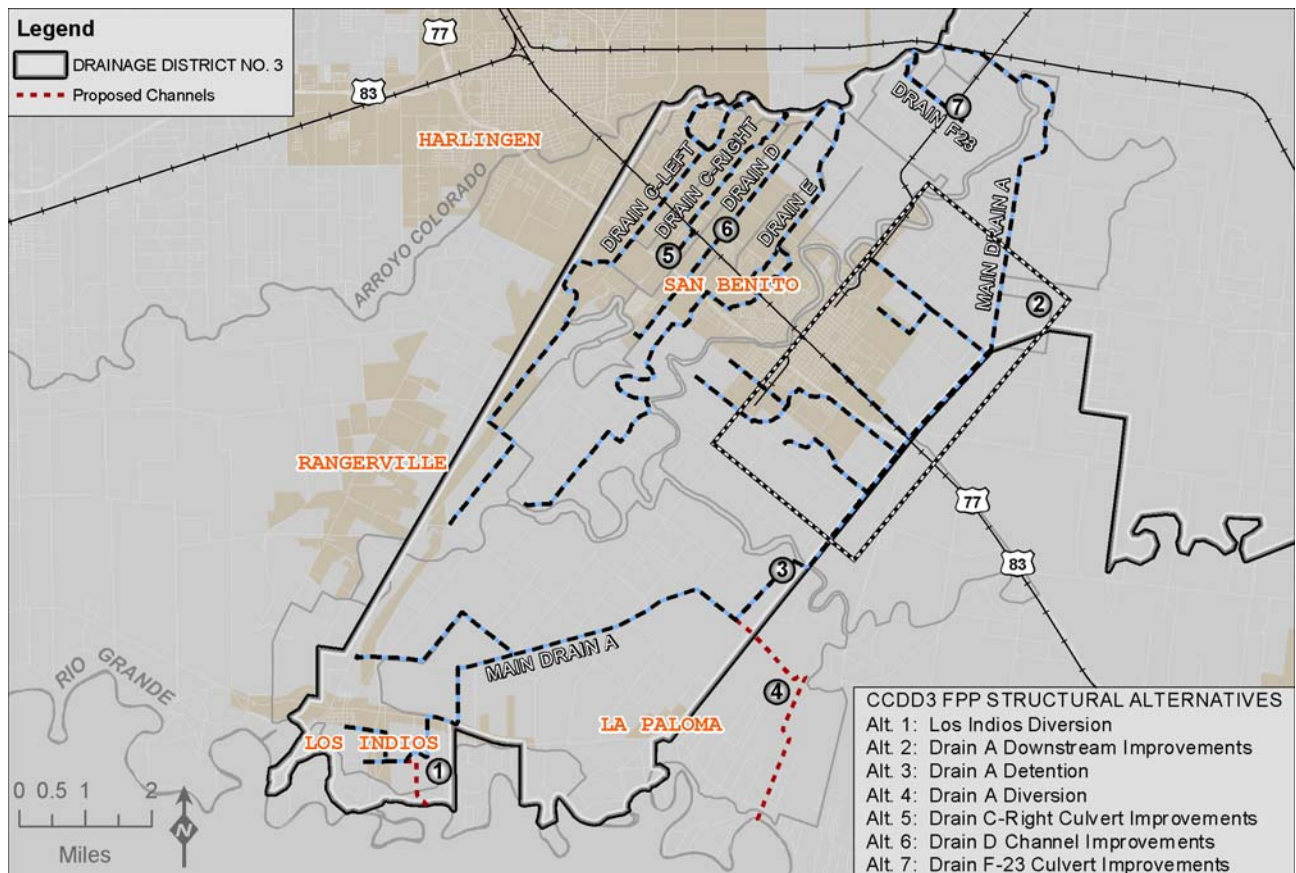 Legend
DRAINAGE DISTRICT NO. 3
Proposed Channels
77
83
HARLINGEN
ARROYO COLORADO
DRAIN C-LEFT
DRAIN C-RIGHT
DRAIN D
DRAIN E
DRAIN F23
7
MAIN DRAIN A
5
6
SAN BENITO
2
RANGERVILLE
77
83
3
MAIN DRAIN A
RIO GRANDE
4
LA PALOMA
LOS INDIOS
1
0 0.5 1 2
Miles
N
CCDD3 FPP STRUCTURAL ALTERNATIVES
Alt. 1: Los Indios Diversion
Alt. 2: Drain A Downstream Improvements
Alt. 3: Drain A Detention
Alt. 4: Drain A Diversion
Alt. 5: Drain C-Right Culvert Improvements
Alt. 6: Drain D Channel Improvements
Alt. 7: Drain F-23 Culvert Improvements